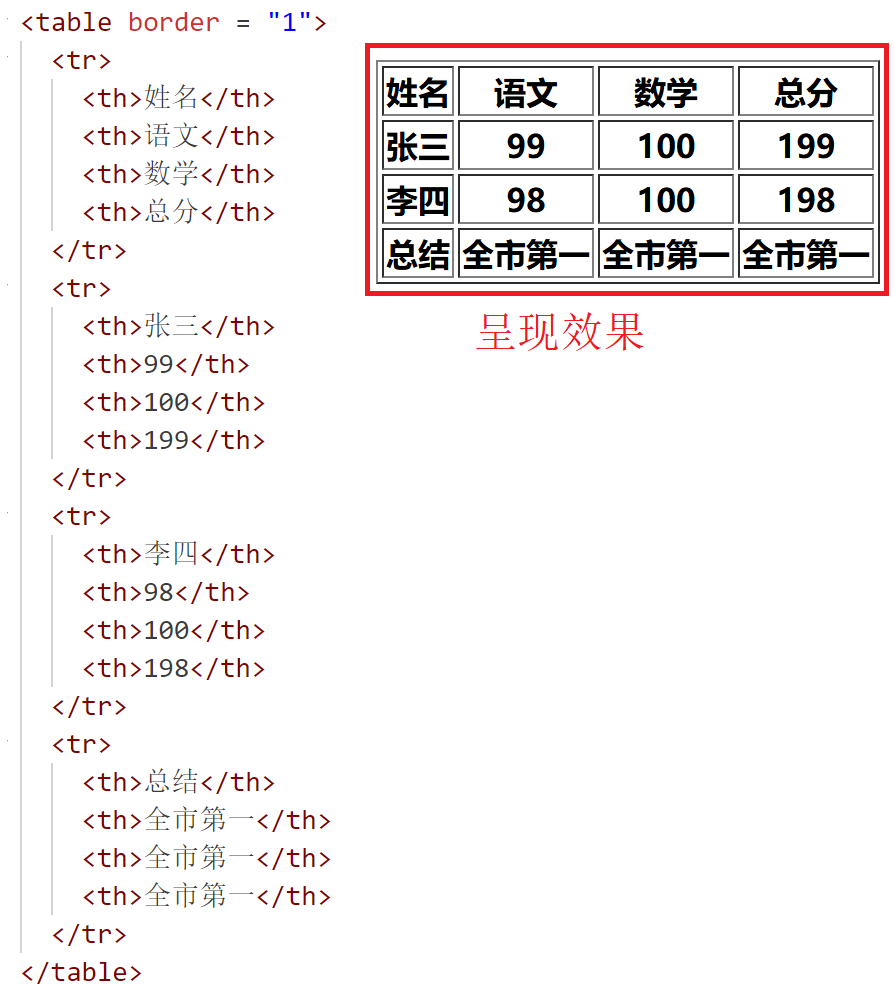 <table border = "1">
<tr>
<th>姓名</th>
<th>语文</th>
<th>数学</th>
<th>总分</th>
</tr>
<tr>
<th>张三</th>
<th>99</th>
<th>100</th>
<th>199</th>
</tr>
<tr>
<th>李四</th>
<th>98</th>
<th>100</th>
<th>198</th>
</tr>
<tr>
<th>总结</th>
<th>全市第一</th>
<th>全市第一</th>
<th>全市第一</th>
</tr>
</table>
姓名 语文 数学 总分
张三 99 100 199
李四 98 100 198
总结 全市第一 全市第一 全市第一
呈现效果